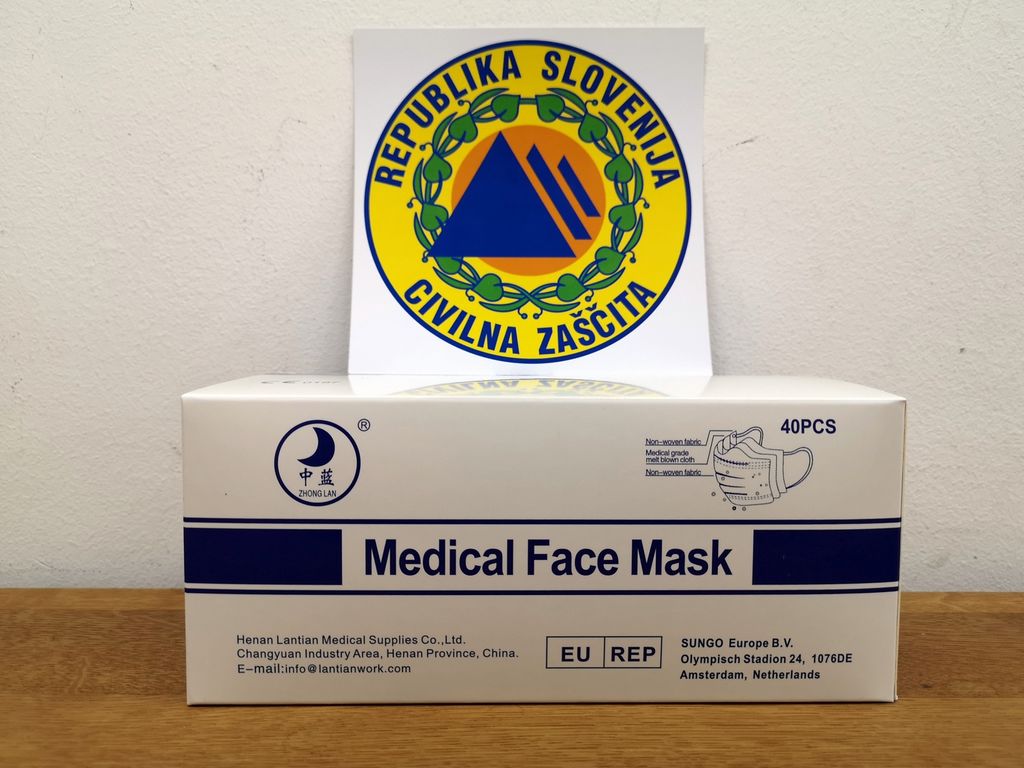 REPUBLIKA SLOVENIJA
CIVILNA ZAŠČITA
®
中蓝
ZHONG LAN
40PCS
Non-woven fabric
Medical grade
melt blown cloth
Non-woven fabric
Medical Face Mask
Henan Lantian Medical Supplies Co.,Ltd.
Changyuan Industry Area, Henan Province, China.
E-mail:info@lantianwork.com
EU REP
SUNGO Europe B.V.
Olympisch Stadion 24, 1076DE
Amsterdam, Netherlands